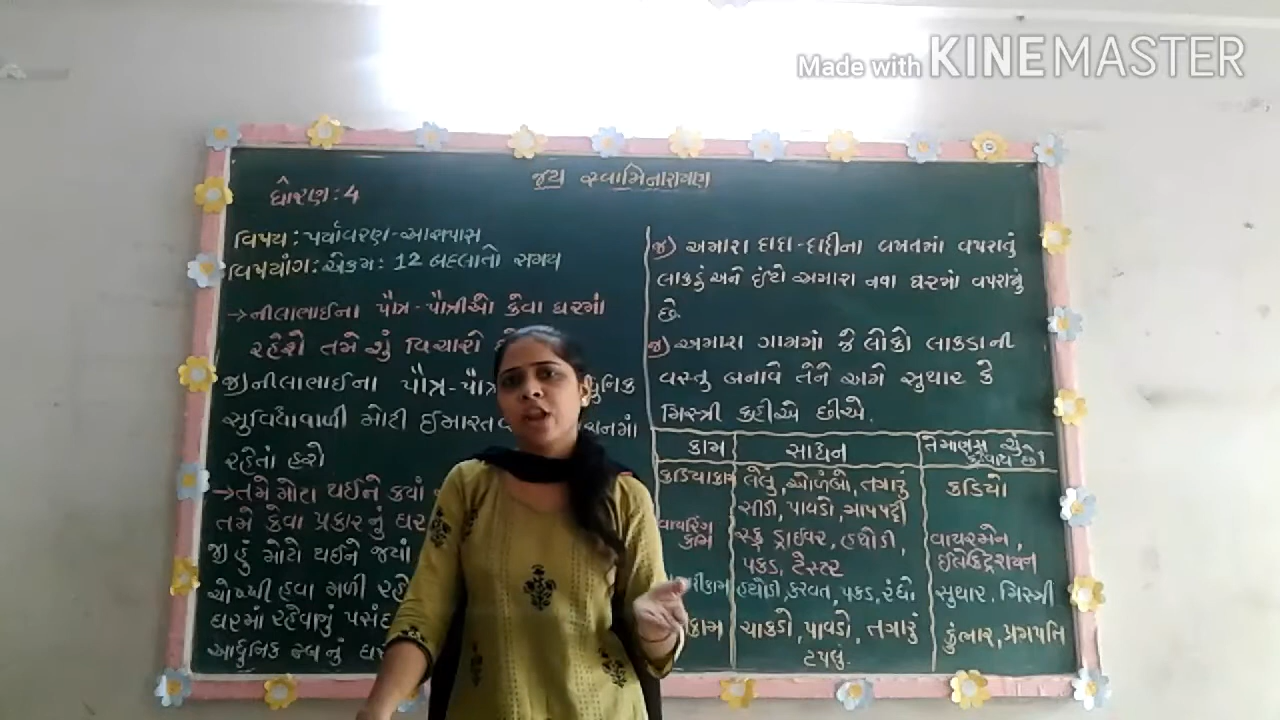 Made with KINEMASTER
જય સ્વામિનારાયણ
ધોરણ: 4
વિષય: પર્યાવરણ-આસપાસ
વિષયાંગ: એકમ: 12 બદલાતો સમય
→ નીલાભાઈના પૌત્ર-પૌત્રીઓ કેવા ઘરમાં
રહેશે તમે શું વિચારો
જ) નીલાભાઈના પૌત્ર-પૌત્ર
સુવિધાવાળી મોટી ઈમારત
રહેતાં હશે
→ તમે મોટા થઈને ક્યાં
તમે કેવા પ્રકારનું ઘર
જ) હું મોટો થઈને જ્યાં
ચોખ્ખી હવા મળી રહે
ઘરમાં રહેવાનું પસંદ
આધુનિક ઢબનું ઘ
જ) અમારા દાદા-દાદીના વખતમાં વપરાતું
લાકડું અને ઈંટો અમારા નવા ઘરમાં વપરાયું
છે.
જ) અમારા ગામમાં જે લોકો લાકડાની
વસ્તુ બનાવે તેને અમે સુથાર કે
મિસ્ત્રી કહીએ છીએ.
કામ સાધન તે માણસ શું કહેવાય છે?
કડિયાકામ લેલું, ઓળંબો, તગારું કડિયો
સીડી, પાવડો, માપપટ્ટી
વાયરિંગ કામ સ્ક્રુ ડ્રાઈવર, હથોડી, વાયરમેન,
પકડ, ટેસ્ટર ઈલેક્ટ્રિશયન
હથોડી, કરવત, પકડ, રંધો સુથાર, મિસ્ત્રી
કામ ચાકડો, પાવડો, તગારું કુંભાર, પ્રજાપતિ
ટપલું.